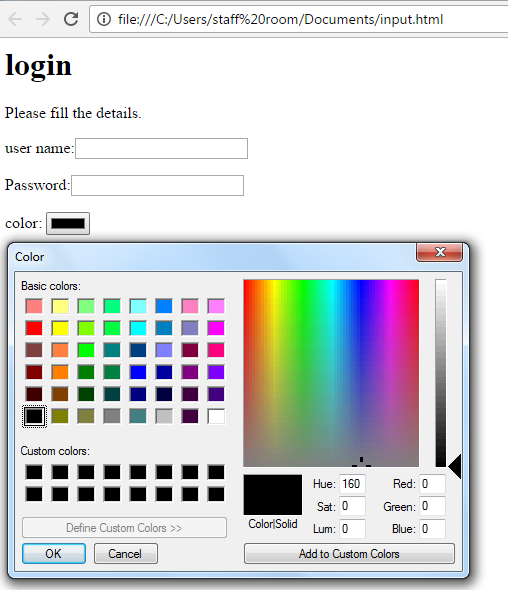 file:///C:/Users/staff%20room/Documents/input.html
login
Please fill the details.
user name:
Password:
color:
Color
Basic colors:
Custom colors:
Define Custom Colors >>
OK Cancel
Color|Solid
Hue: 160 Red: 0
Sat: 0 Green: 0
Lum: 0 Blue: 0
Add to Custom Colors